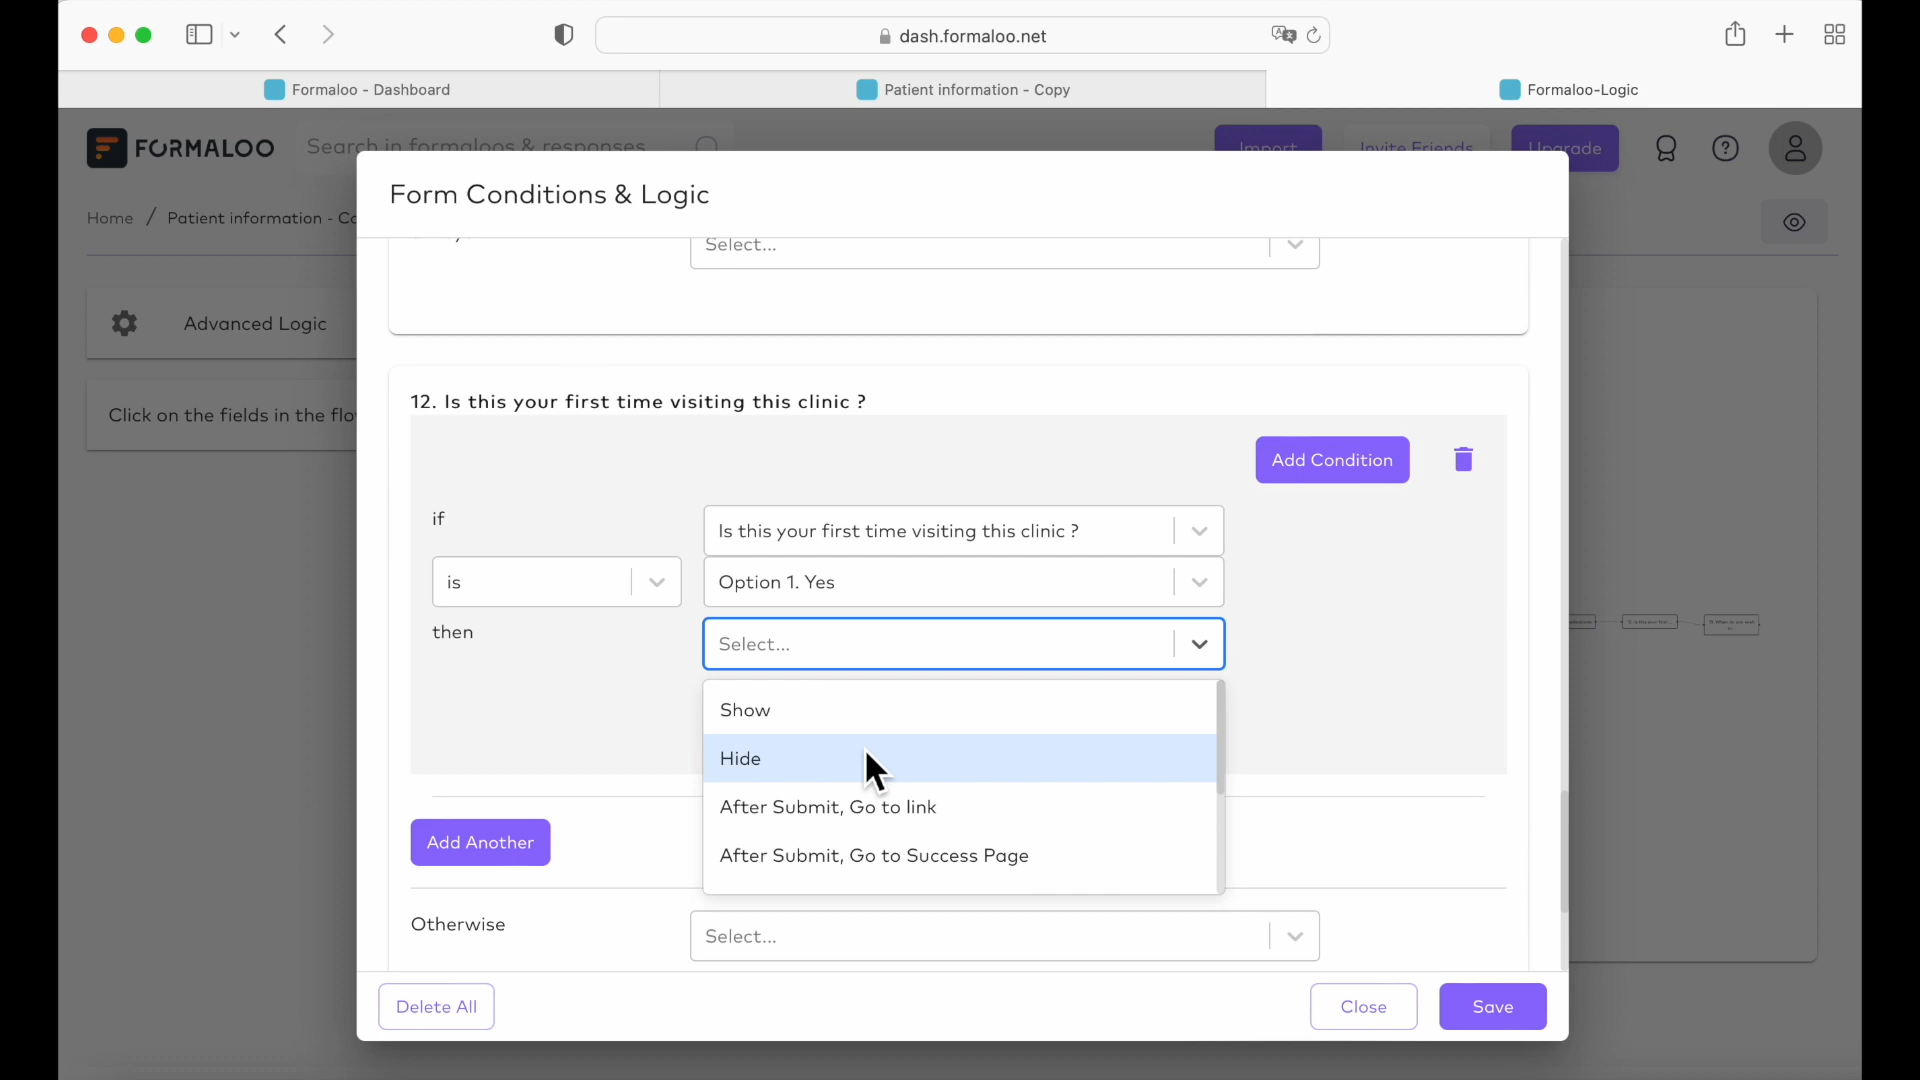 dash.formaloo.net
Formaloo - Dashboard
Patient information - Copy
Formaloo-Logic
FORMALOO
Search in formaloos & responses
Import
Invite Friends
Upgrade
Form Conditions & Logic
Home / Patient information - Co
Select...
Advanced Logic
12. Is this your first time visiting this clinic ?
Click on the fields in the flo
Add Condition
if
Is this your first time visiting this clinic ?
is
Option 1. Yes
then
Select...
Show
Hide
After Submit, Go to link
After Submit, Go to Success Page
Add Another
Otherwise
Select...
Delete All
Close
Save